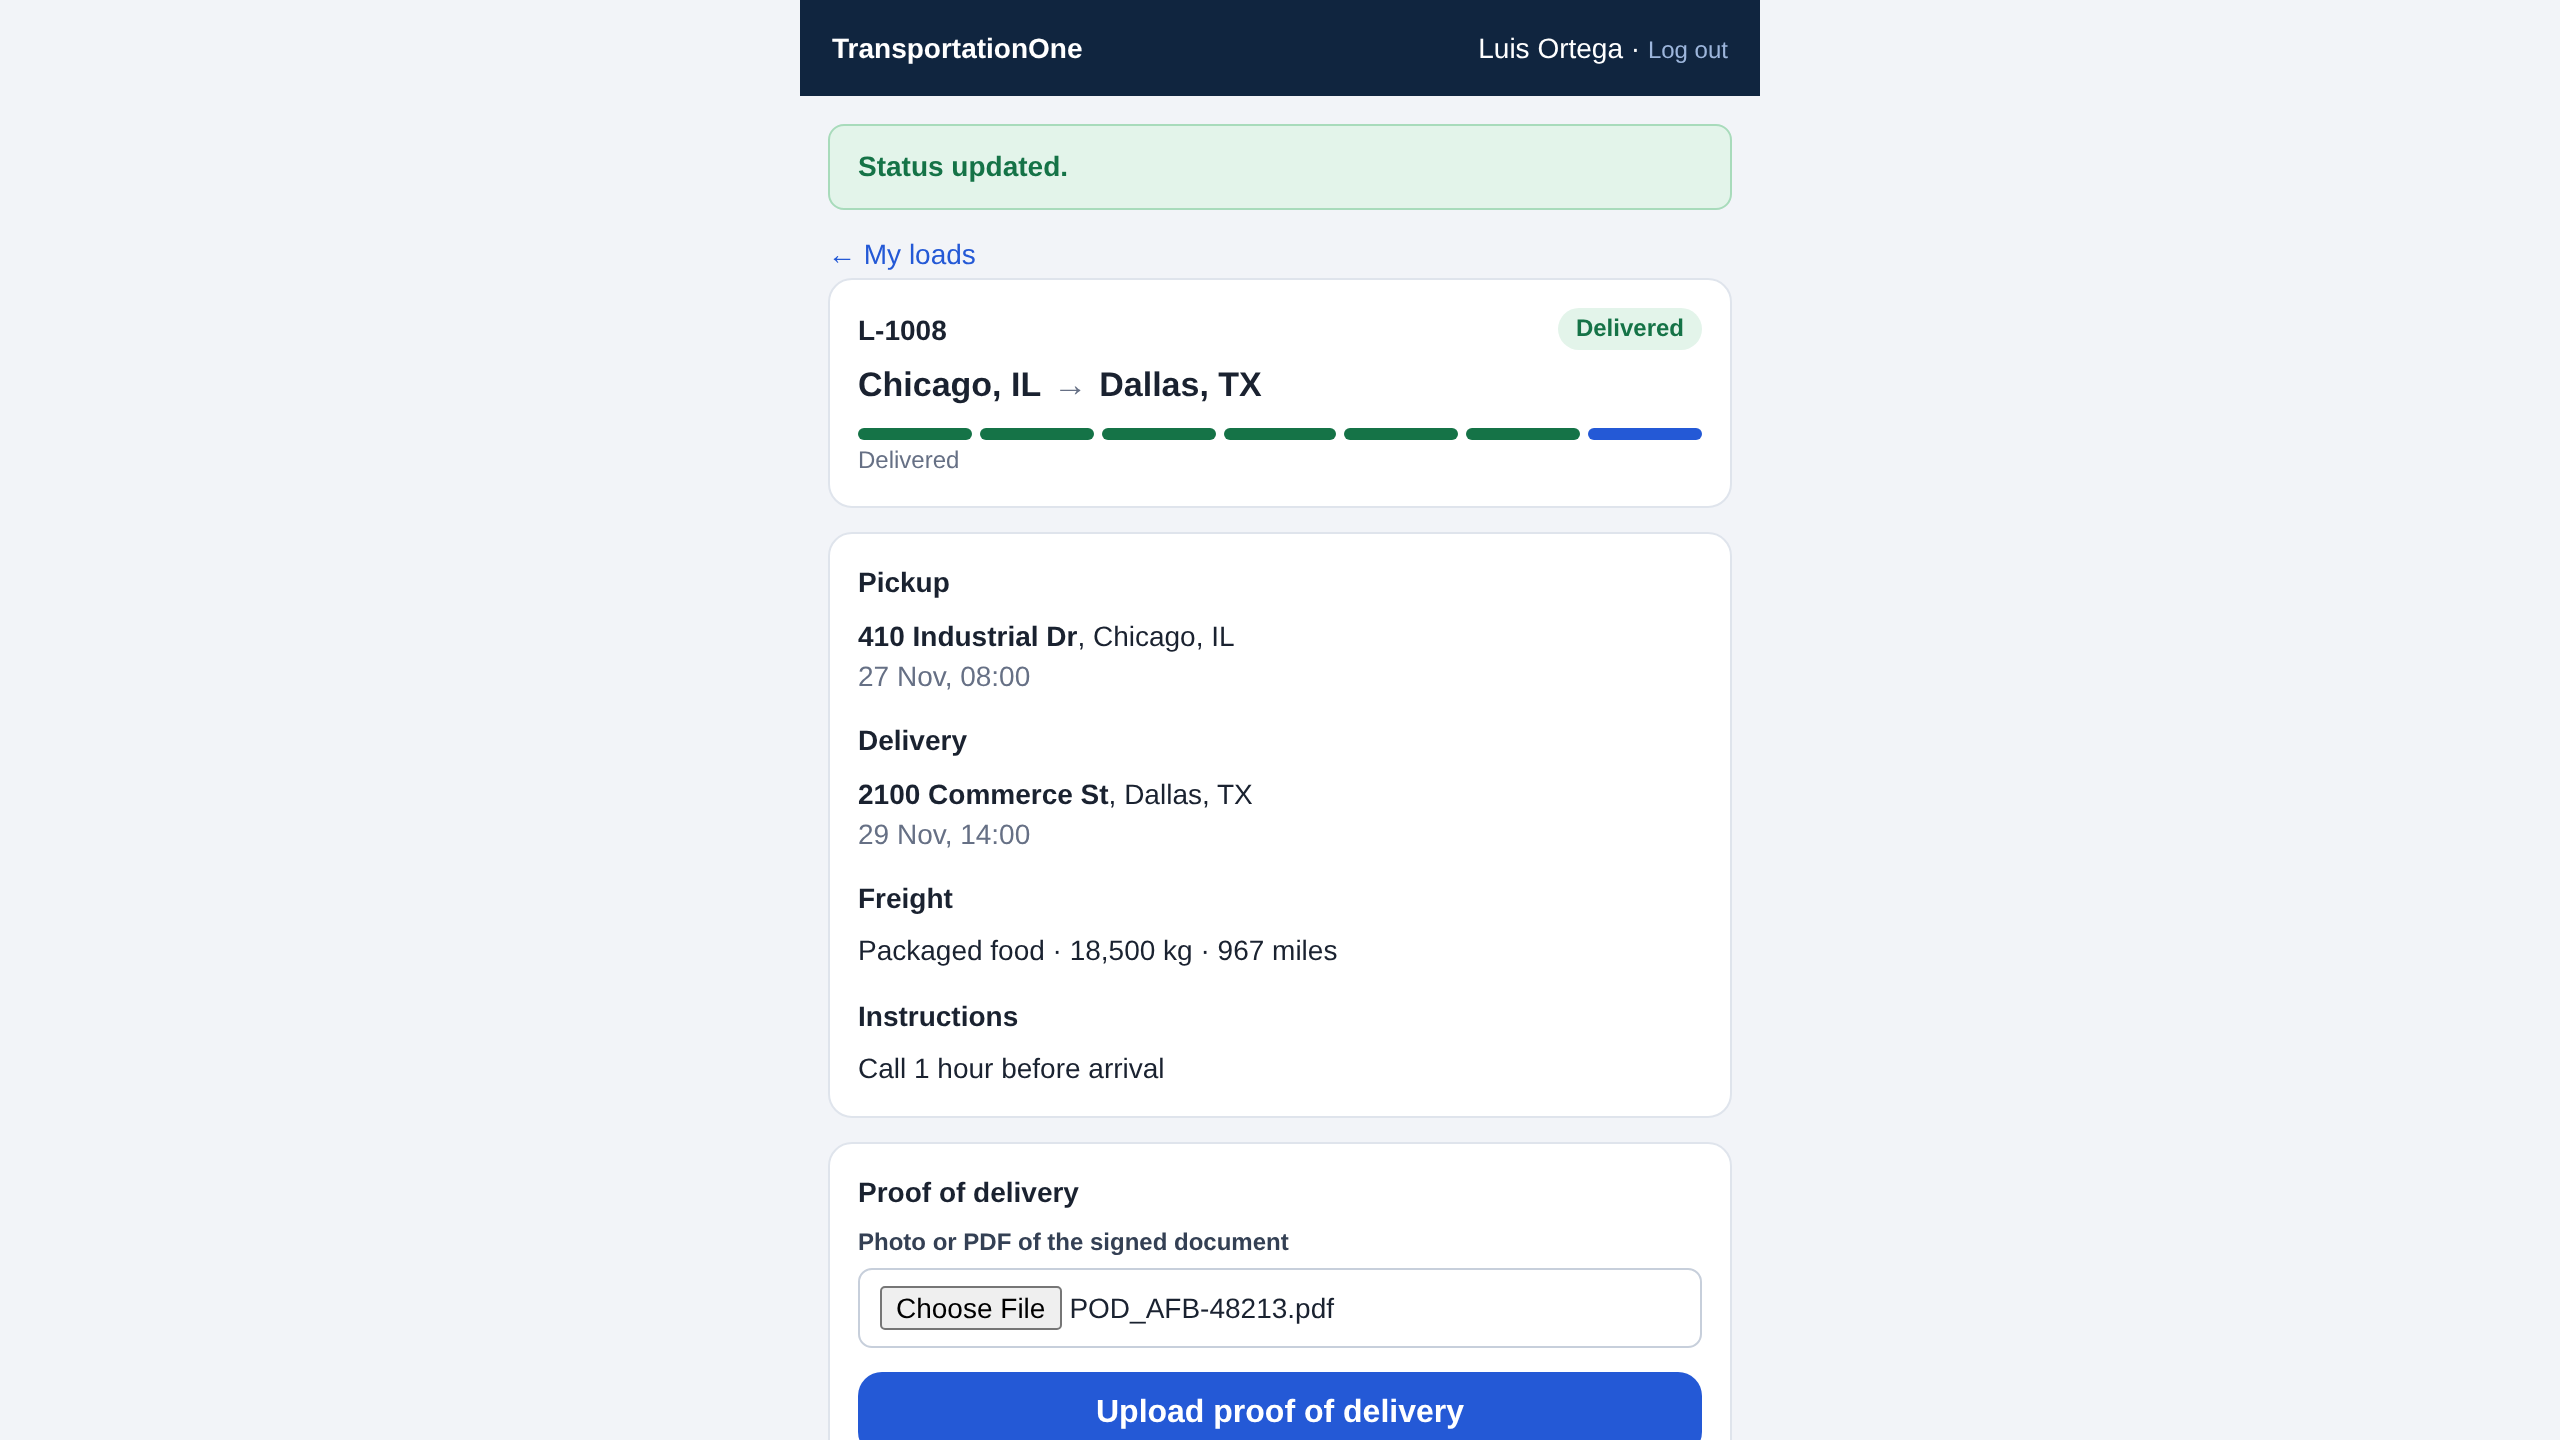 TransportationOne
Luis Ortega · Log out
Status updated.
← My loads
L-1008
Delivered
Chicago, IL → Dallas, TX
Delivered
Pickup
410 Industrial Dr, Chicago, IL
27 Nov, 08:00
Delivery
2100 Commerce St, Dallas, TX
29 Nov, 14:00
Freight
Packaged food · 18,500 kg · 967 miles
Instructions
Call 1 hour before arrival
Proof of delivery
Photo or PDF of the signed document
Choose File POD_AFB-48213.pdf
Upload proof of delivery